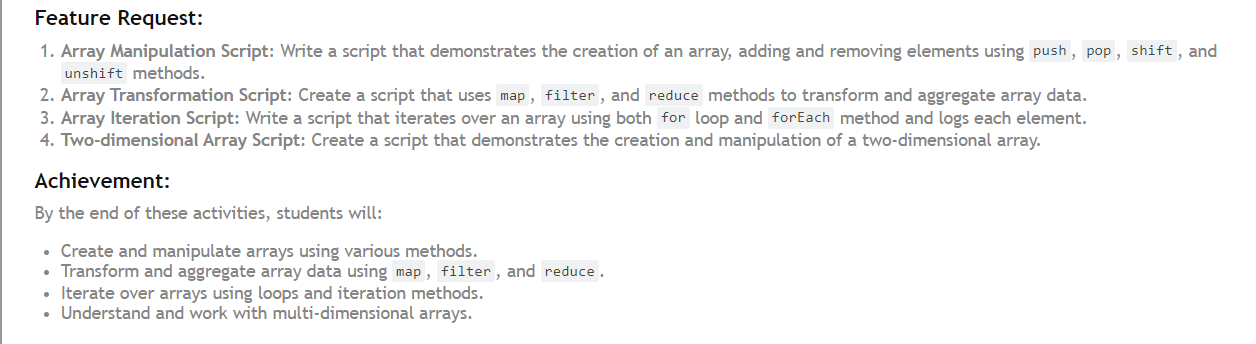 Feature Request:
1. Array Manipulation Script: Write a script that demonstrates the creation of an array, adding and removing elements using push, pop, shift, and
unshift methods.
2. Array Transformation Script: Create a script that uses map, filter, and reduce methods to transform and aggregate array data.
3. Array Iteration Script: Write a script that iterates over an array using both for loop and forEach method and logs each element.
4. Two-dimensional Array Script: Create a script that demonstrates the creation and manipulation of a two-dimensional array.
Achievement:
By the end of these activities, students will:
• Create and manipulate arrays using various methods.
• Transform and aggregate array data using map, filter, and reduce.
• Iterate over arrays using loops and iteration methods.
• Understand and work with multi-dimensional arrays.